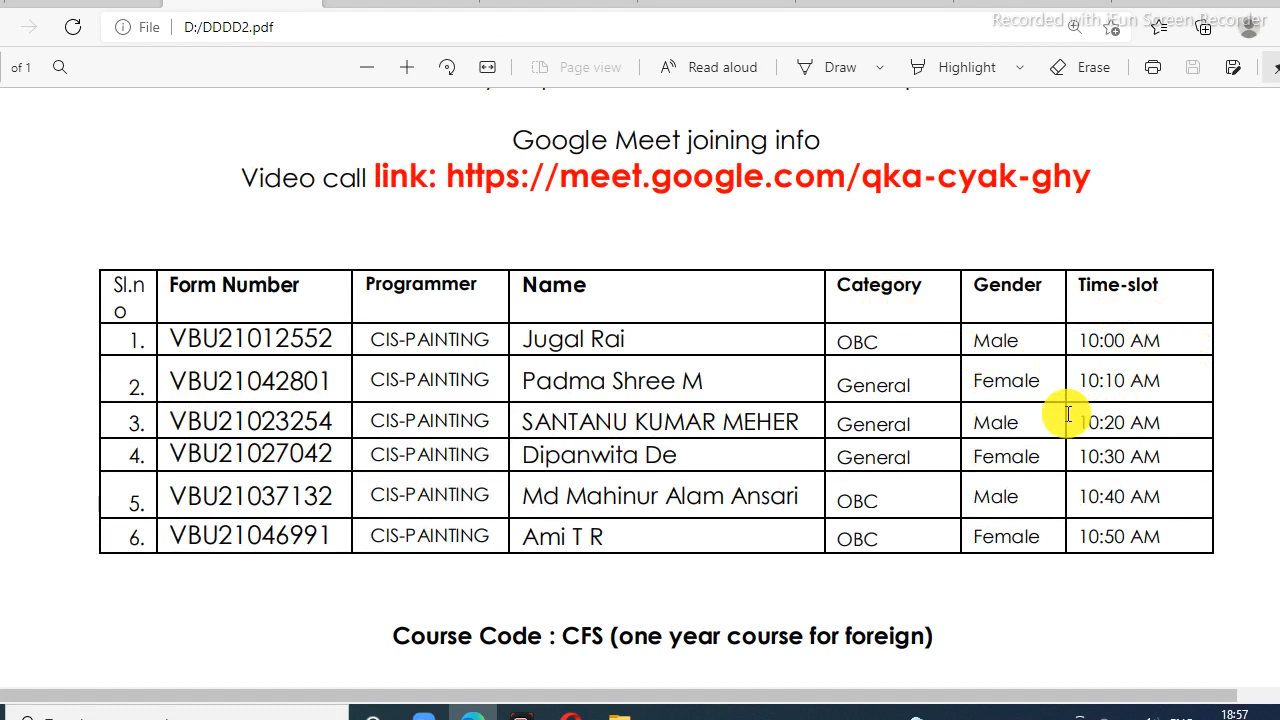 File D:/DDDD2.pdf
Recorded with iFun Screen Recorder
of 1 Page view Read aloud Draw Highlight Erase
Google Meet joining info
Video call link: https://meet.google.com/qka-cyak-ghy
Sl.no Form Number Programmer Name Category Gender Time-slot
1. VBU21012552 CIS-PAINTING Jugal Rai OBC Male 10:00 AM
2. VBU21042801 CIS-PAINTING Padma Shree M General Female 10:10 AM
3. VBU21023254 CIS-PAINTING SANTANU KUMAR MEHER General Male 10:20 AM
4. VBU21027042 CIS-PAINTING Dipanwita De General Female 10:30 AM
5. VBU21037132 CIS-PAINTING Md Mahinur Alam Ansari OBC Male 10:40 AM
6. VBU21046991 CIS-PAINTING Ami T R OBC Female 10:50 AM
Course Code : CFS (one year course for foreign)
18:57